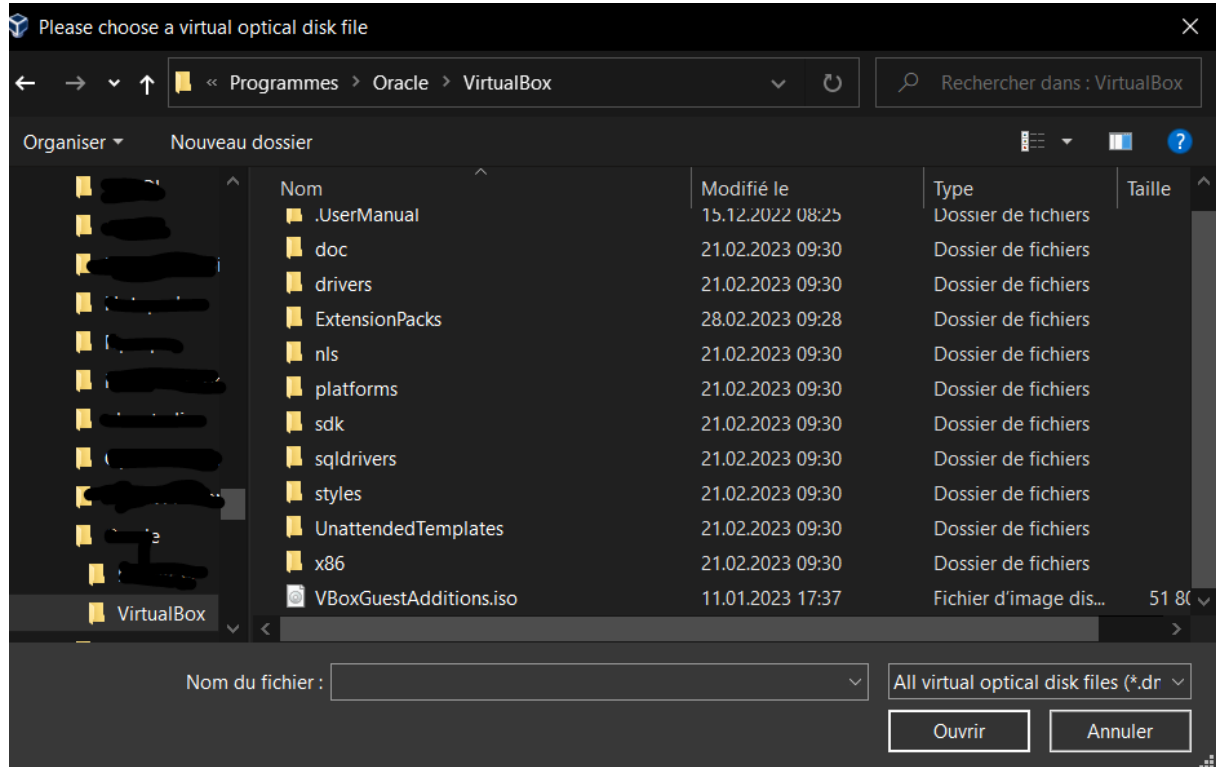 Please choose a virtual optical disk file
« Programmes > Oracle > VirtualBox
Rechercher dans : VirtualBox
Organiser
Nouveau dossier
?
Nom Modifié le Type Taille
.UserManual 15.12.2022 08:25 Dossier de fichiers
doc 21.02.2023 09:30 Dossier de fichiers
drivers 21.02.2023 09:30 Dossier de fichiers
ExtensionPacks 28.02.2023 09:28 Dossier de fichiers
nls 21.02.2023 09:30 Dossier de fichiers
platforms 21.02.2023 09:30 Dossier de fichiers
sdk 21.02.2023 09:30 Dossier de fichiers
sqldrivers 21.02.2023 09:30 Dossier de fichiers
styles 21.02.2023 09:30 Dossier de fichiers
UnattendedTemplates 21.02.2023 09:30 Dossier de fichiers
x86 21.02.2023 09:30 Dossier de fichiers
VBoxGuestAdditions.iso 11.01.2023 17:37 Fichier d'image dis... 51
VirtualBox
Nom du fichier :
All virtual optical disk files (*.dr
Ouvrir
Annuler